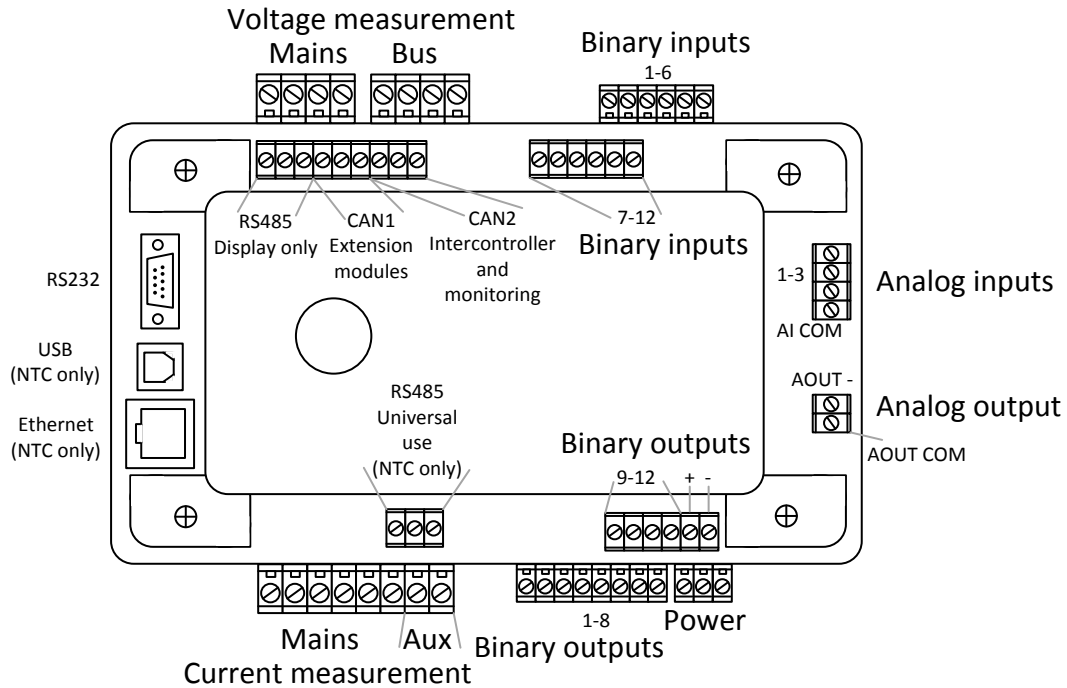 Voltage measurement
Mains
Bus
Binary inputs
1-6
RS485
Display only
CAN1
Extension
modules
CAN2
Intercontroller
and
monitoring
7-12
Binary inputs
RS232
1-3
Analog inputs
AI COM
USB
(NTC only)
AOUT -
Analog output
AOUT COM
Ethernet
(NTC only)
RS485
Universal
use
(NTC only)
Binary outputs
9-12
+ -
Mains
Aux
Current measurement
1-8
Binary outputs
Power